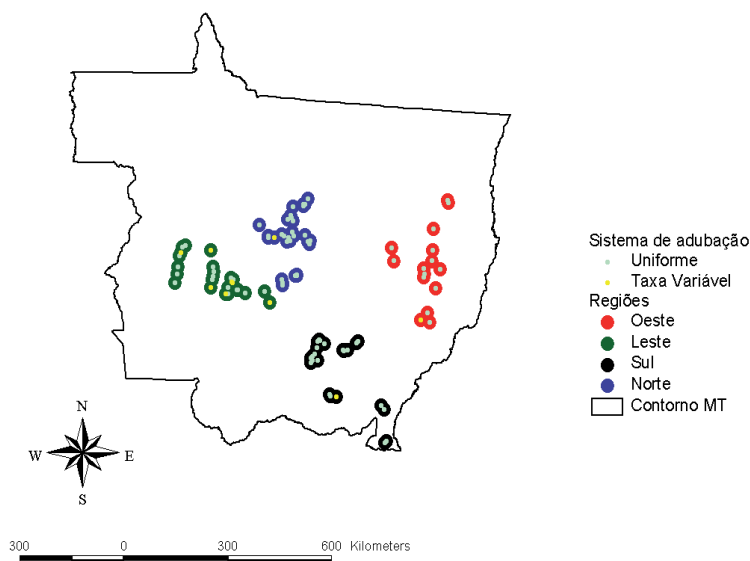 Sistema de adubação
Uniforme
Taxa Variável
Regiões
Oeste
Leste
Sul
Norte
Contorno MT
N
W E
S
300 0 300 600 Kilometers